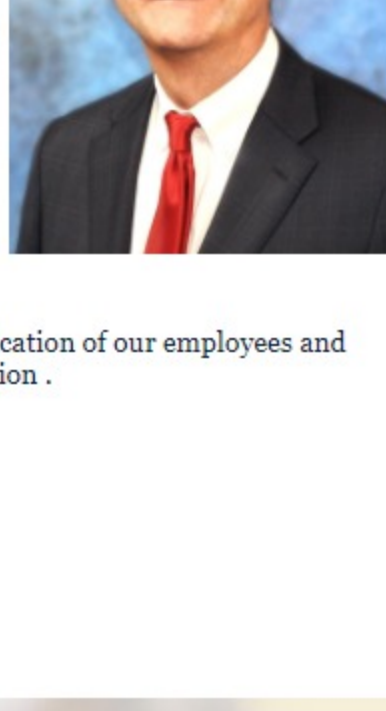 cation of our employees and
ion .